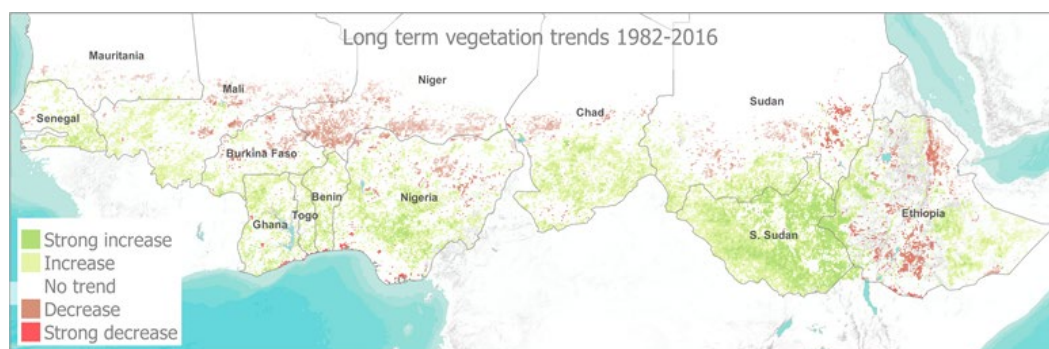 Long term vegetation trends 1982-2016
Mauritania
Mali
Niger
Chad
Sudan
Senegal
Burkina Faso
Benin
Nigeria
Togo
Ghana
S. Sudan
Ethiopia
Strong increase
Increase
No trend
Decrease
Strong decrease